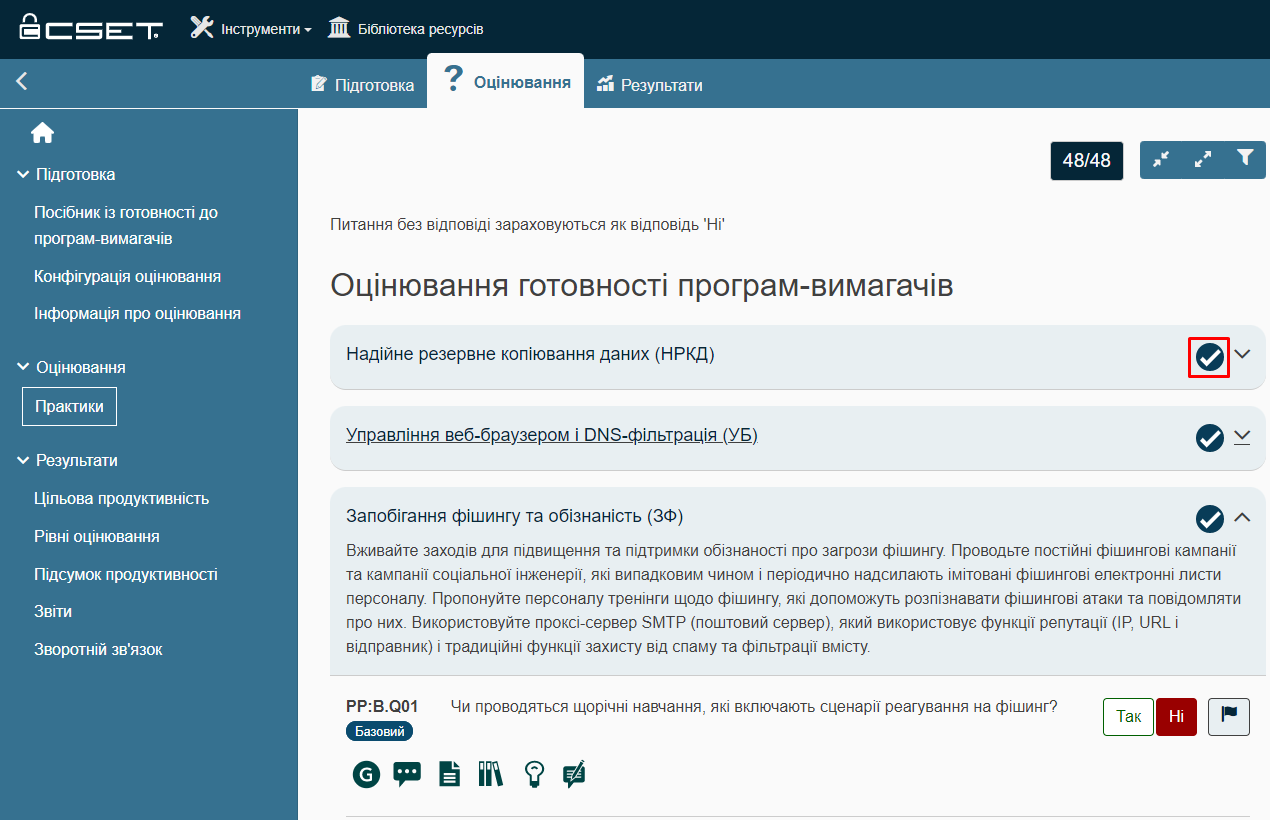 CSET
Інструменти
Бібліотека ресурсів
Підготовка
? Оцінювання
Результати
Підготовка
Посібник із готовності до
програм-вимагачів
Конфігурація оцінювання
Інформація про оцінювання
Оцінювання
Практики
Результати
Цільова продуктивність
Рівні оцінювання
Підсумок продуктивності
Звіти
Зворотній зв'язок
48/48
Питання без відповіді зараховуються як відповідь 'Ні'
Оцінювання готовності програм-вимагачів
Надійне резервне копіювання даних (НРКД)
Управління веб-браузером і DNS-фільтрація (УБ)
Запобігання фішингу та обізнаність (ЗФ)
Вживайте заходів для підвищення та підтримки обізнаності про загрози фішингу. Проводьте постійні фішингові кампанії
та кампанії соціальної інженерії, які випадковим чином і періодично надсилають імітовані фішингові електронні листи
персоналу. Пропонуйте персоналу тренінги щодо фішингу, які допоможуть розпізнавати фішингові атаки та повідомляти
про них. Використовуйте проксі-сервер SMTP (поштовий сервер), який використовує функції репутації (IP, URL і
відправник) і традиційні функції захисту від спаму та фільтрації вмісту.
PP:B.Q01
Чи проводяться щорічні навчання, які включають сценарії реагування на фішинг?
Так
Ні
Базовий
G